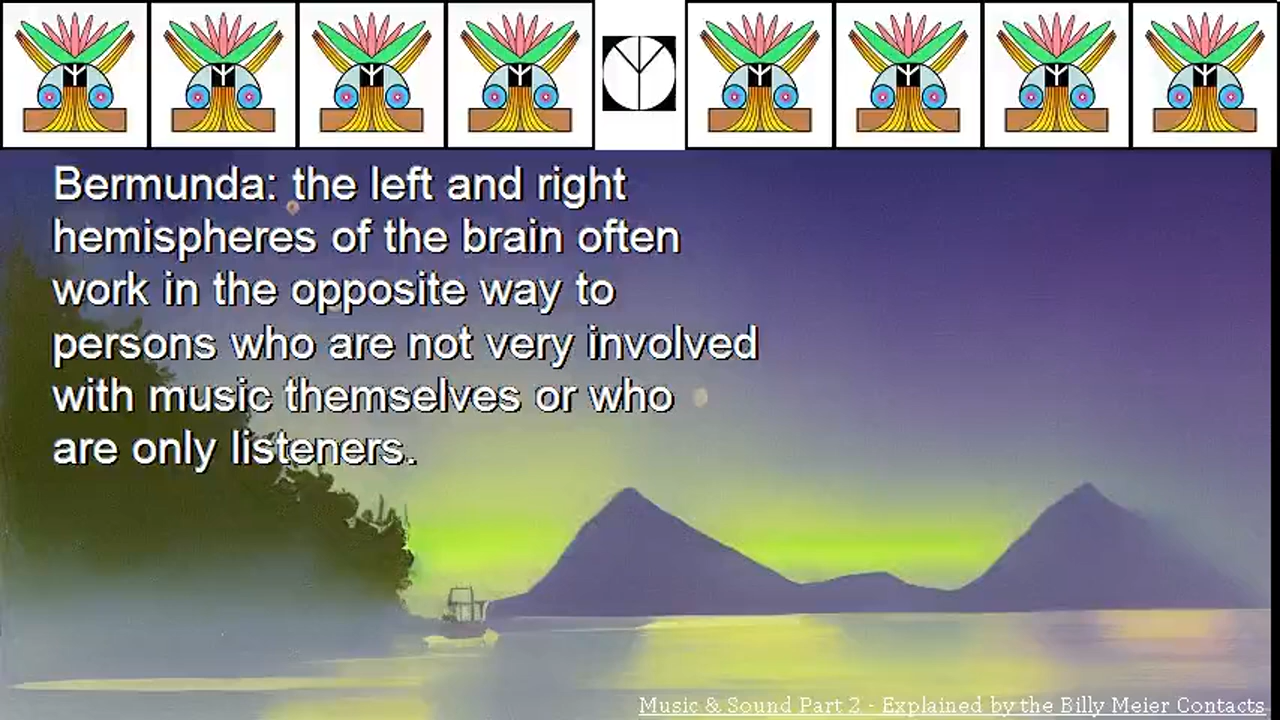 Bermunda: the left and right
hemispheres of the brain often
work in the opposite way to
persons who are not very involved
with music themselves or who
are only listeners.
Music & Sound Part 2 - Explained by the Billy Meier Contacts